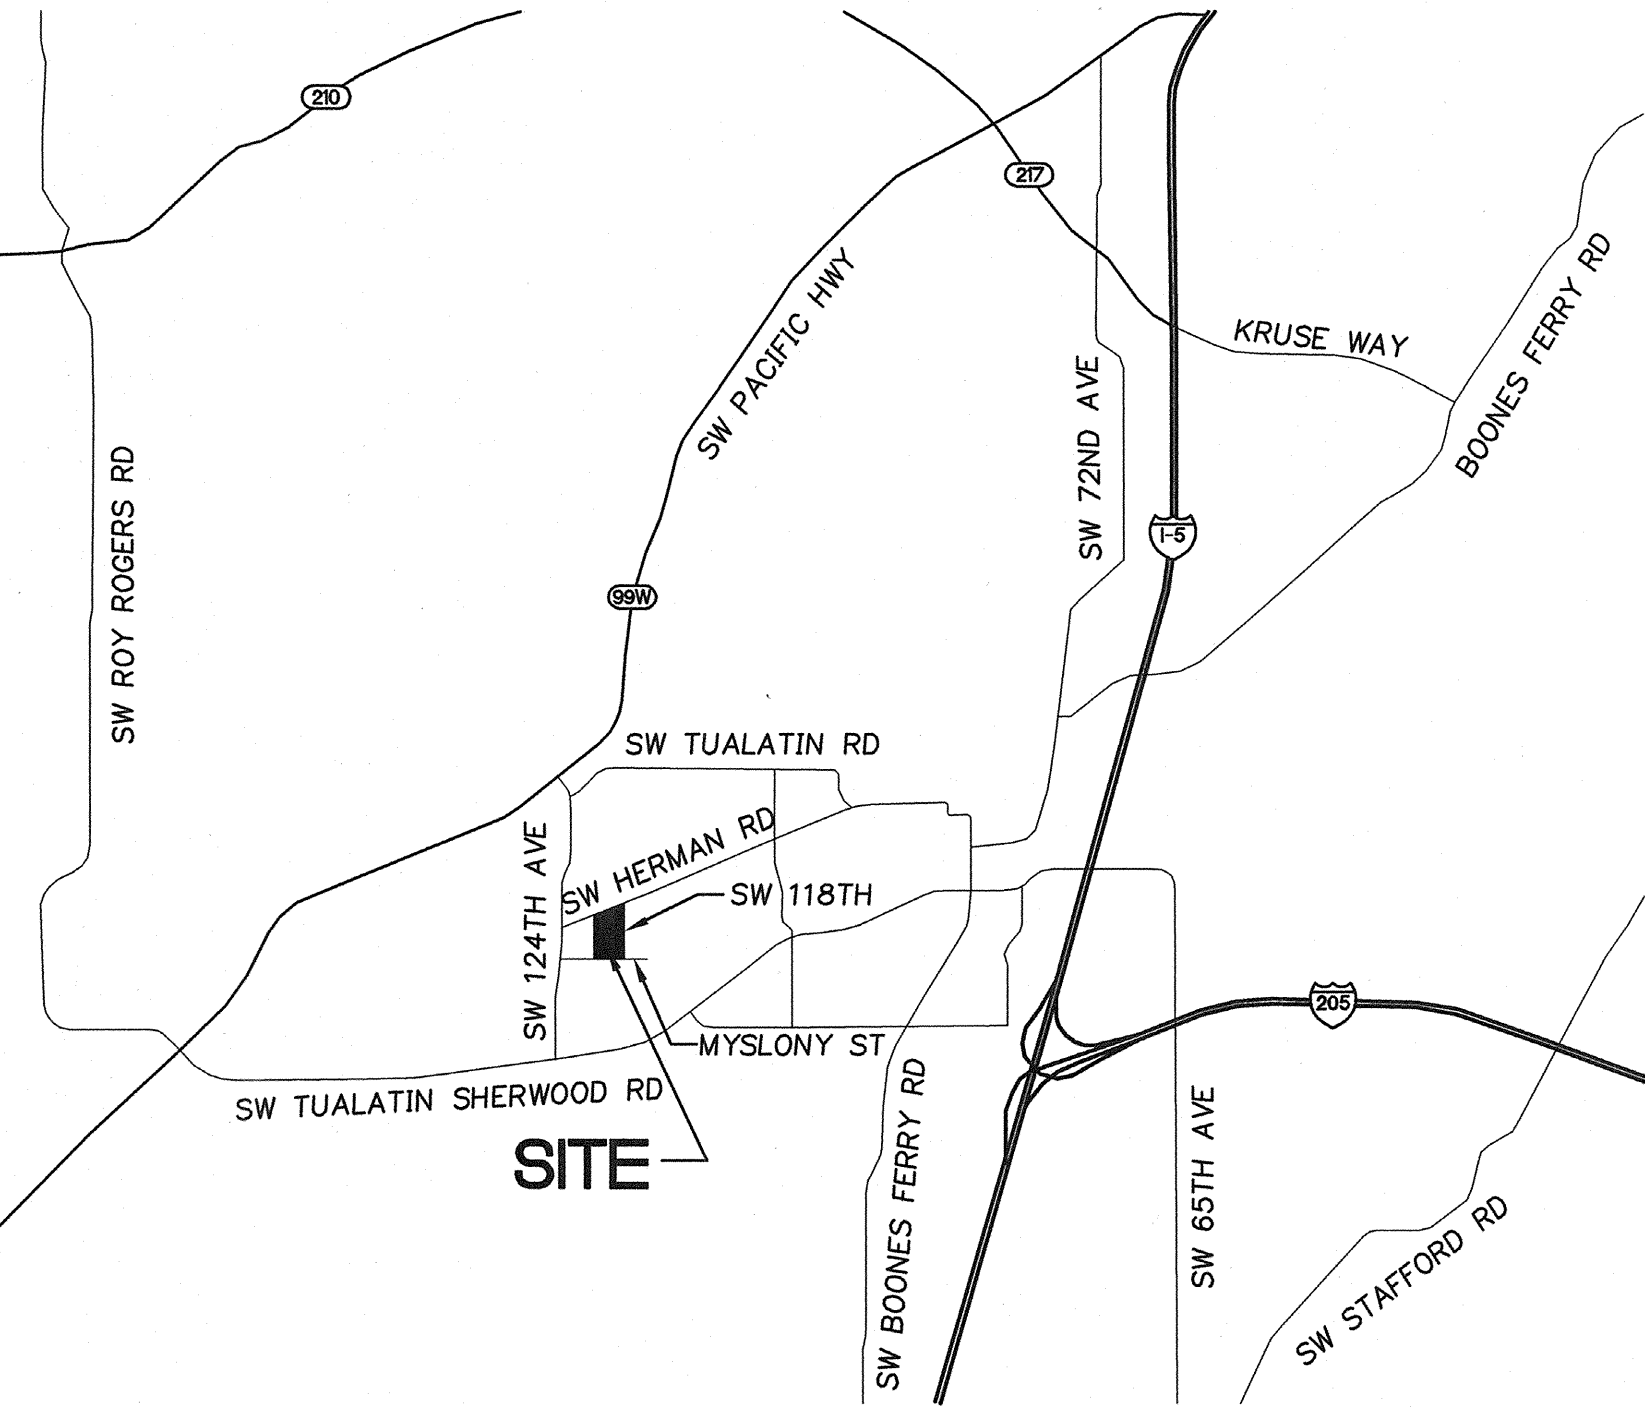 210
217
SW PACIFIC HWY
KRUSE WAY
BOONES FERRY RD
SW 72ND AVE
SW ROY ROGERS RD
I-5
99W
SW TUALATIN RD
SW HERMAN RD
SW 124TH AVE
SW 118TH
205
MYSLONY ST
SW TUALATIN SHERWOOD RD
SITE
SW BOONES FERRY RD
SW 65TH AVE
SW STAFFORD RD